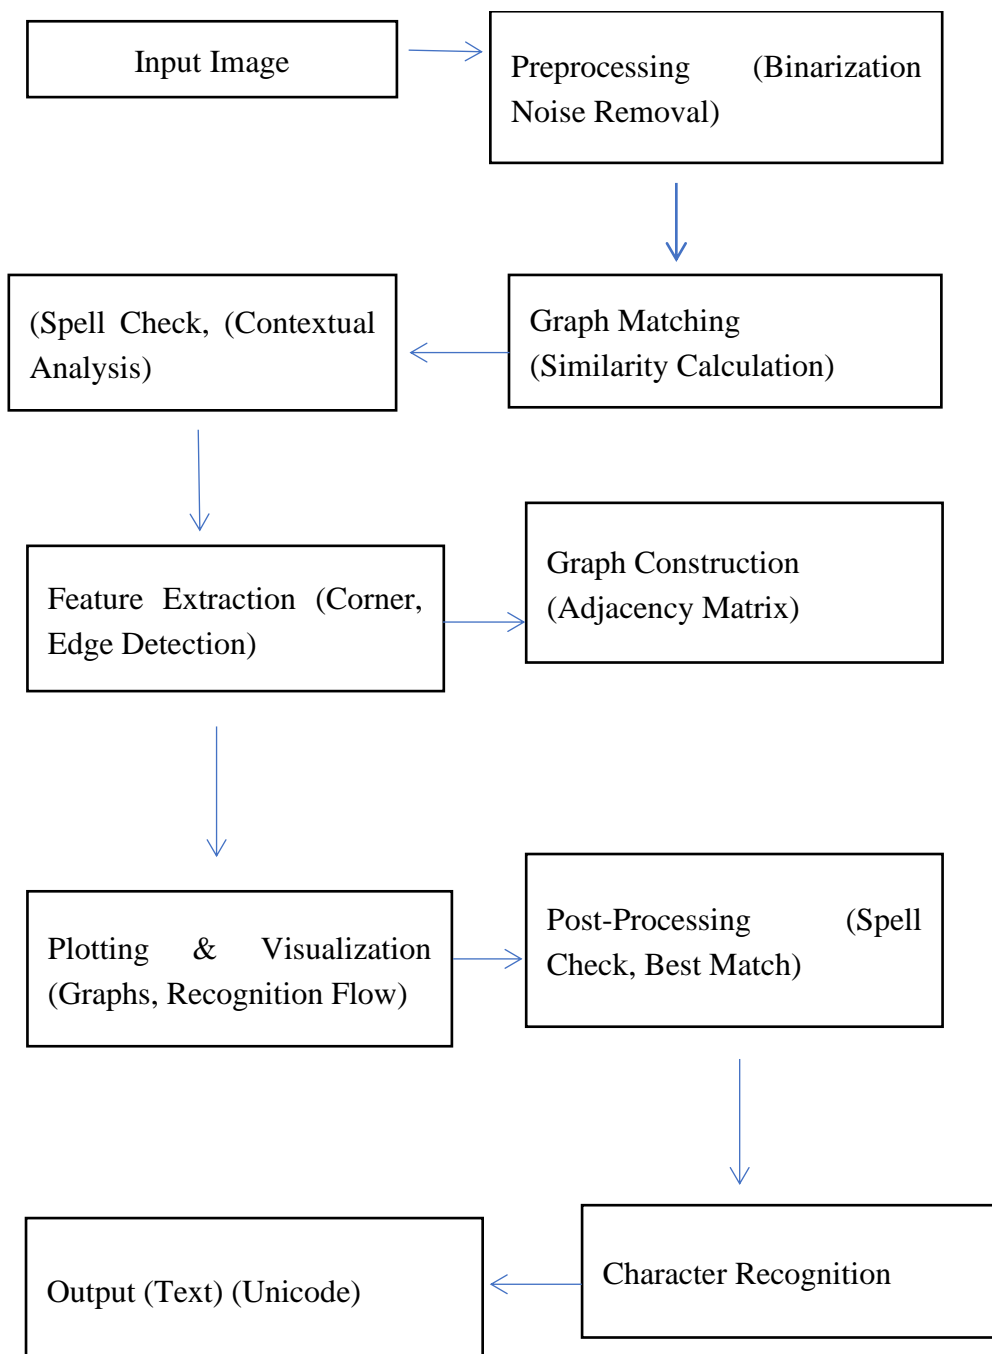 Input Image
Preprocessing (Binarization
Noise Removal)
(Spell Check, (Contextual
Analysis)
Graph Matching
(Similarity Calculation)
Feature Extraction (Corner,
Edge Detection)
Graph Construction
(Adjacency Matrix)
Plotting & Visualization
(Graphs, Recognition Flow)
Post-Processing (Spell
Check, Best Match)
Output (Text) (Unicode)
Character Recognition